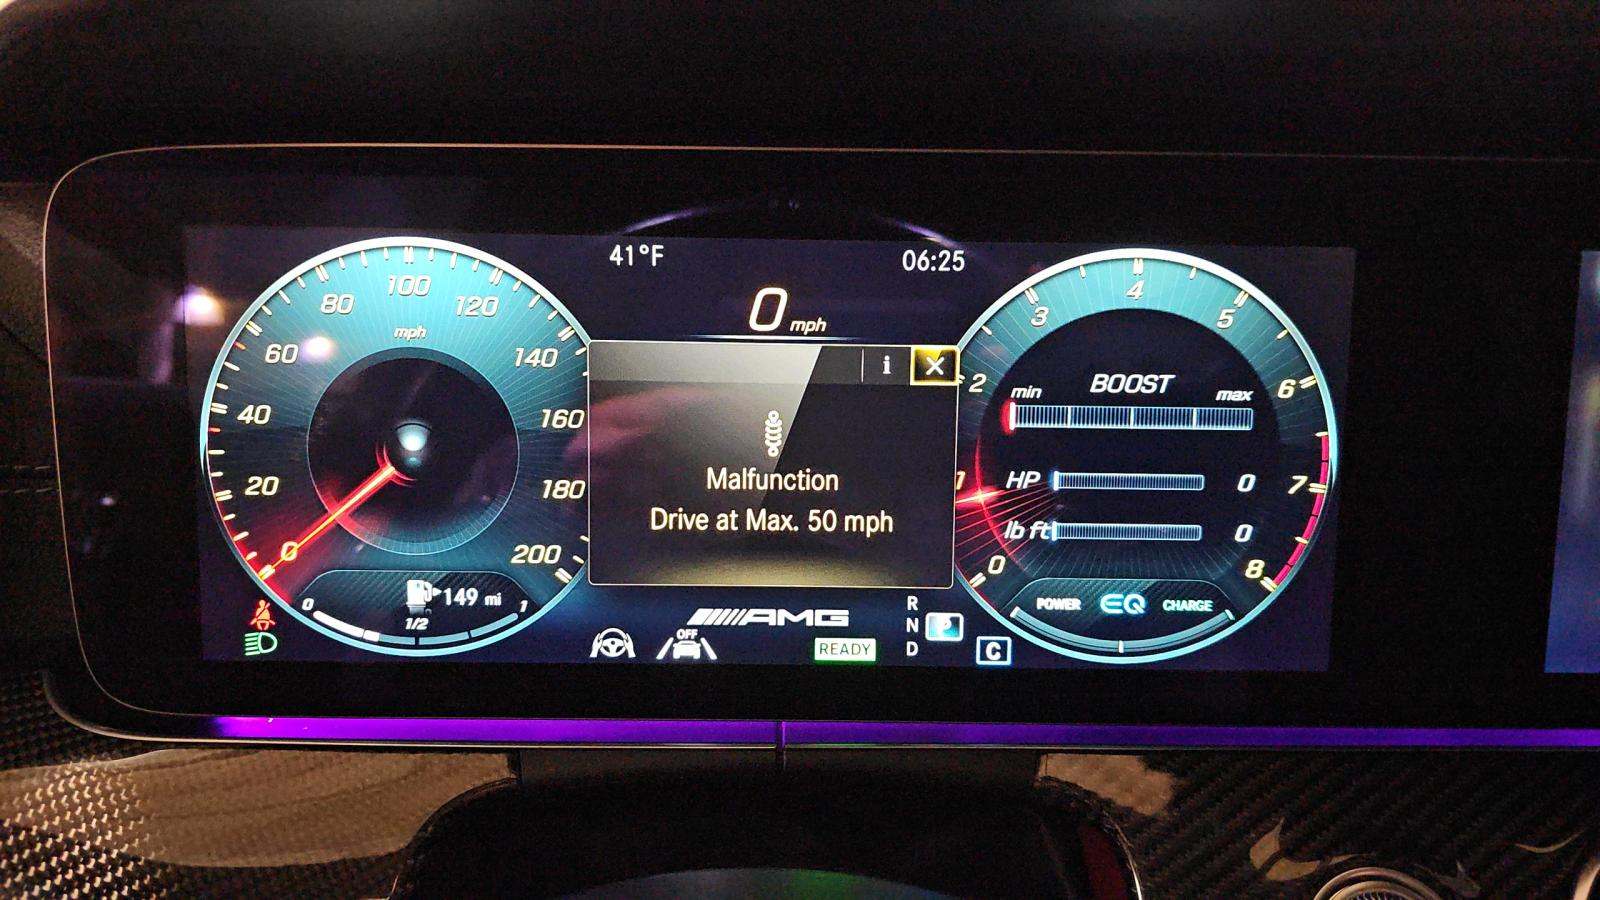 41°F
06:25
0 mph
0 20 40 60 80 100 120 140 160 180 200
mph
0 1/2 1
149 mi
i
Malfunction
Drive at Max. 50 mph
AMG
OFF
READY
R
N
P
D
C
0 1 2 3 4 5 6 7 8
BOOST
min max
HP 0
lb ft 0
POWER EQ CHARGE